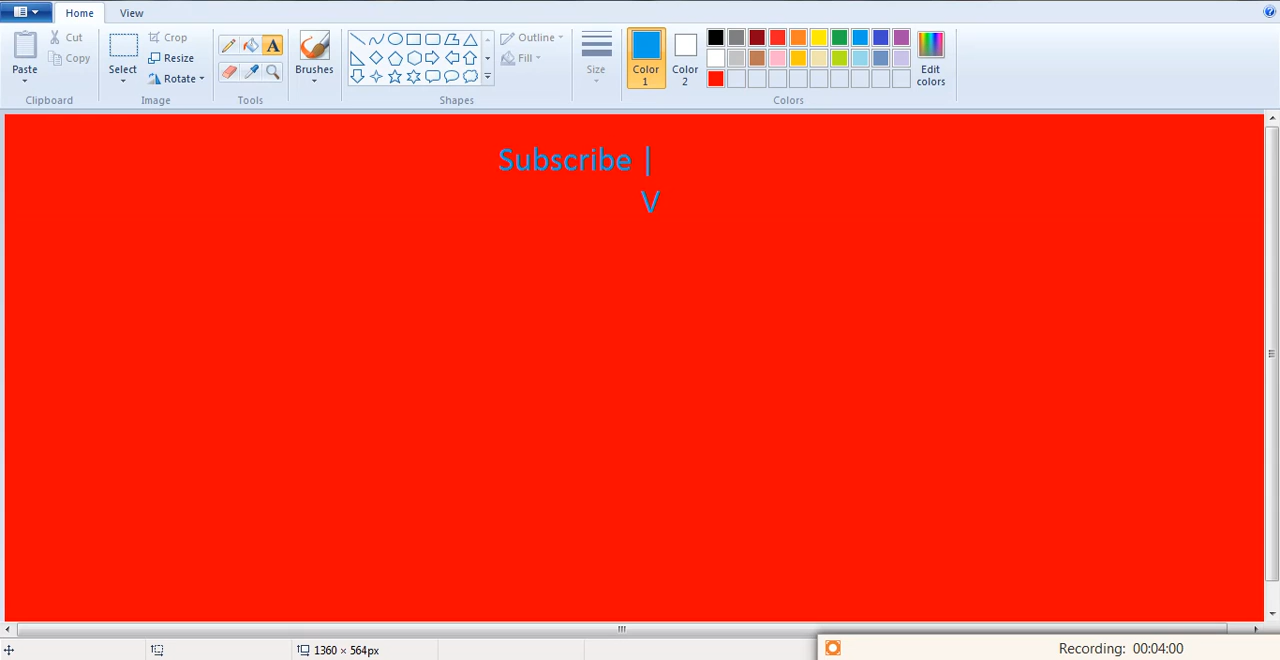 Home
View
Paste
Cut
Copy
Clipboard
Select
Crop
Resize
Rotate
Image
A
Tools
Brushes
Shapes
Outline
Fill
Size
Color
1
Color
2
Edit
colors
Colors
Subscribe |
V
1360 × 564px
Recording: 00:04:00